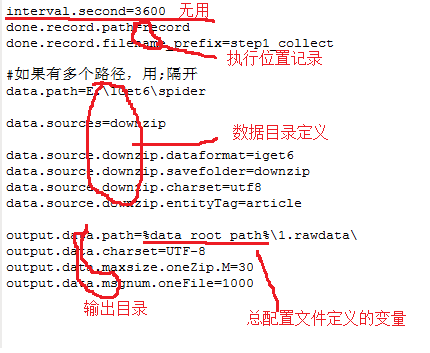 interval.second=3600 无用
done.record.path=record
done.record.filename_prefix=step1_collect
执行位置记录
#如果有多个路径，用;隔开
data.path=E:\IGet6\spider
data.sources=downzip
数据目录定义
data.source.downzip.dataformat=iget6
data.source.downzip.savefolder=downzip
data.source.downzip.charset=utf8
data.source.downzip.entityTag=article
output.data.path=%data_root_path%\1.rawdata\
output.data.charset=UTF-8
output.data.maxsize.oneZip.M=30
output.data.msgnum.oneFile=1000
输出目录
总配置文件定义的变量